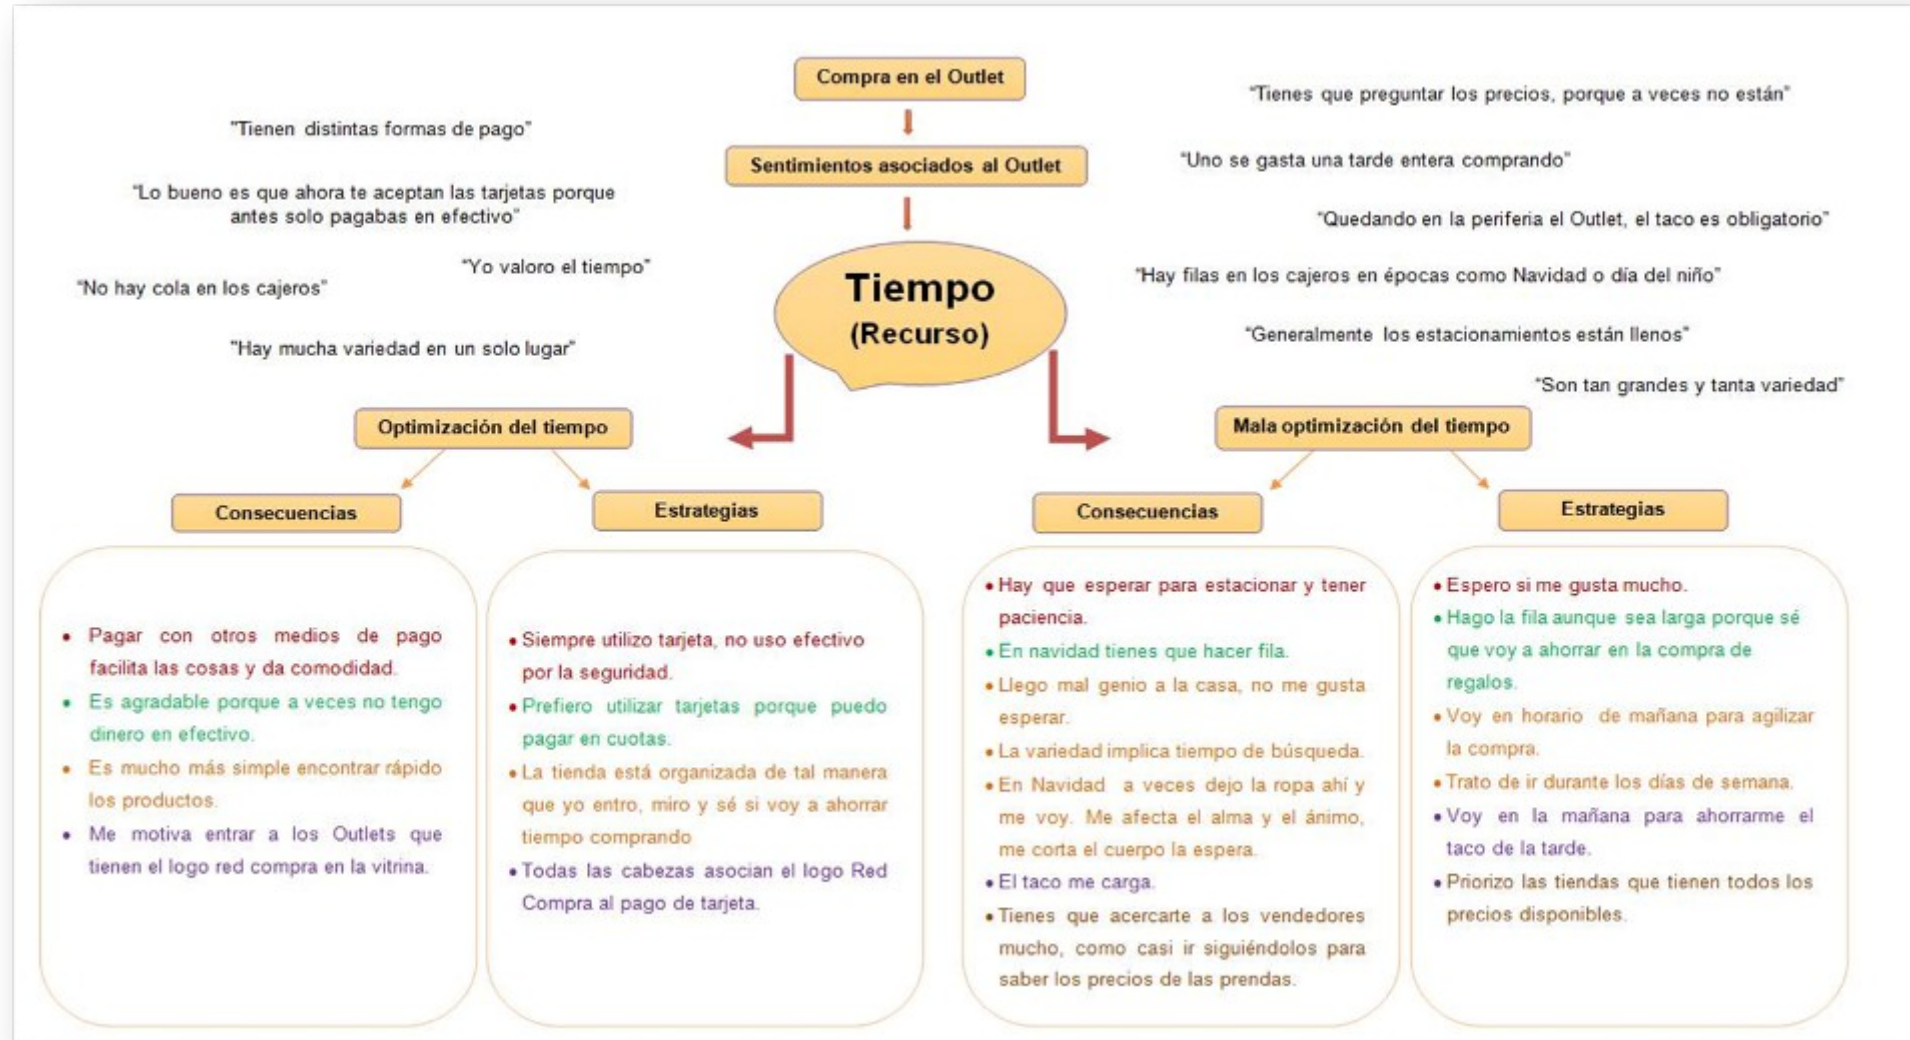 Compra en el Outlet
Sentimientos asociados al Outlet
"Tienen distintas formas de pago"
"Lo bueno es que ahora te aceptan las tarjetas porque
antes solo pagabas en efectivo"
"Yo valoro el tiempo"
"No hay cola en los cajeros"
"Hay mucha variedad en un solo lugar"
Tiempo
(Recurso)
"Tienes que preguntar los precios, porque a veces no están"
"Uno se gasta una tarde entera comprando"
"Quedando en la periferia el Outlet, el taco es obligatorio"
"Hay filas en los cajeros en épocas como Navidad o día del niño"
"Generalmente los estacionamientos están llenos"
"Son tan grandes y tanta variedad"
Optimización del tiempo
Consecuencias
• Pagar con otros medios de pago
facilita las cosas y da comodidad.
• Es agradable porque a veces no tengo
dinero en efectivo.
• Es mucho más simple encontrar rápido
los productos.
• Me motiva entrar a los Outlets que
tienen el logo red compra en la vitrina.
Estrategias
• Siempre utilizo tarjeta, no uso efectivo
por la seguridad.
• Prefiero utilizar tarjetas porque puedo
pagar en cuotas.
• La tienda está organizada de tal manera
que yo entro, miro y sé si voy a ahorrar
tiempo comprando
• Todas las cabezas asocian el logo Red
Compra al pago de tarjeta.
Mala optimización del tiempo
Consecuencias
• Hay que esperar para estacionar y tener
paciencia.
• En navidad tienes que hacer fila.
• Llego mal genio a la casa, no me gusta
esperar.
• La variedad implica tiempo de búsqueda.
• En Navidad a veces dejo la ropa ahí y
me voy. Me afecta el alma y el ánimo,
me corta el cuerpo la espera.
• El taco me carga.
• Tienes que acercarte a los vendedores
mucho, como casi ir siguiéndolos para
saber los precios de las prendas.
Estrategias
• Espero si me gusta mucho.
• Hago la fila aunque sea larga porque sé
que voy a ahorrar en la compra de
regalos.
• Voy en horario de mañana para agilizar
la compra.
• Trato de ir durante los días de semana.
• Voy en la mañana para ahorrarme el
taco de la tarde.
• Priorizo las tiendas que tienen todos los
precios disponibles.